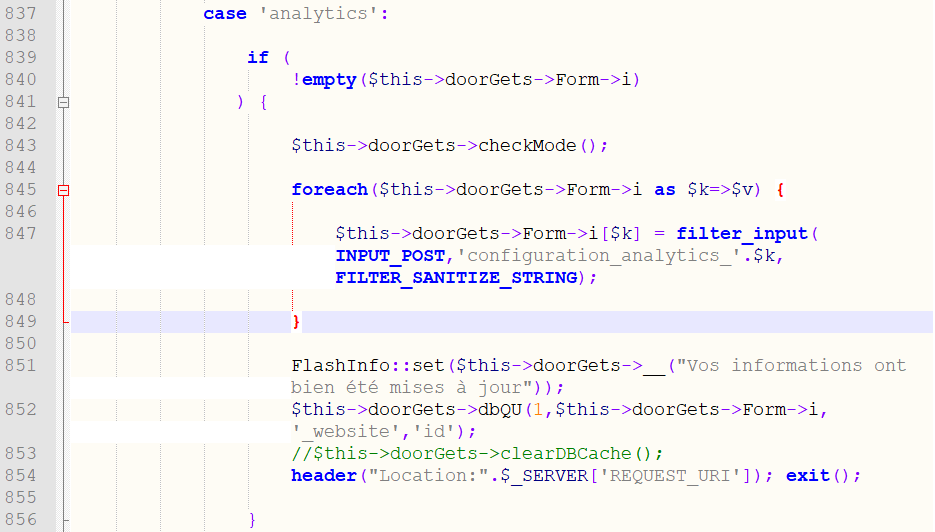 837 case 'analytics':
838
839 if (
840 !empty($this->doorGets->Form->i)
841 ) {
842
843 $this->doorGets->checkMode();
844
845 foreach($this->doorGets->Form->i as $k=>$v) {
846
847 $this->doorGets->Form->i[$k] = filter_input(
INPUT_POST,'configuration_analytics_'.$k,
FILTER_SANITIZE_STRING);
848
849 }
850
851 FlashInfo::set($this->doorGets->__("Vos informations ont
bien été mises à jour"));
852 $this->doorGets->dbQU(1,$this->doorGets->Form->i,
'_website','id');
853 //$this->doorGets->clearDBCache();
854 header("Location:".$_SERVER['REQUEST_URI']); exit();
855
856 }